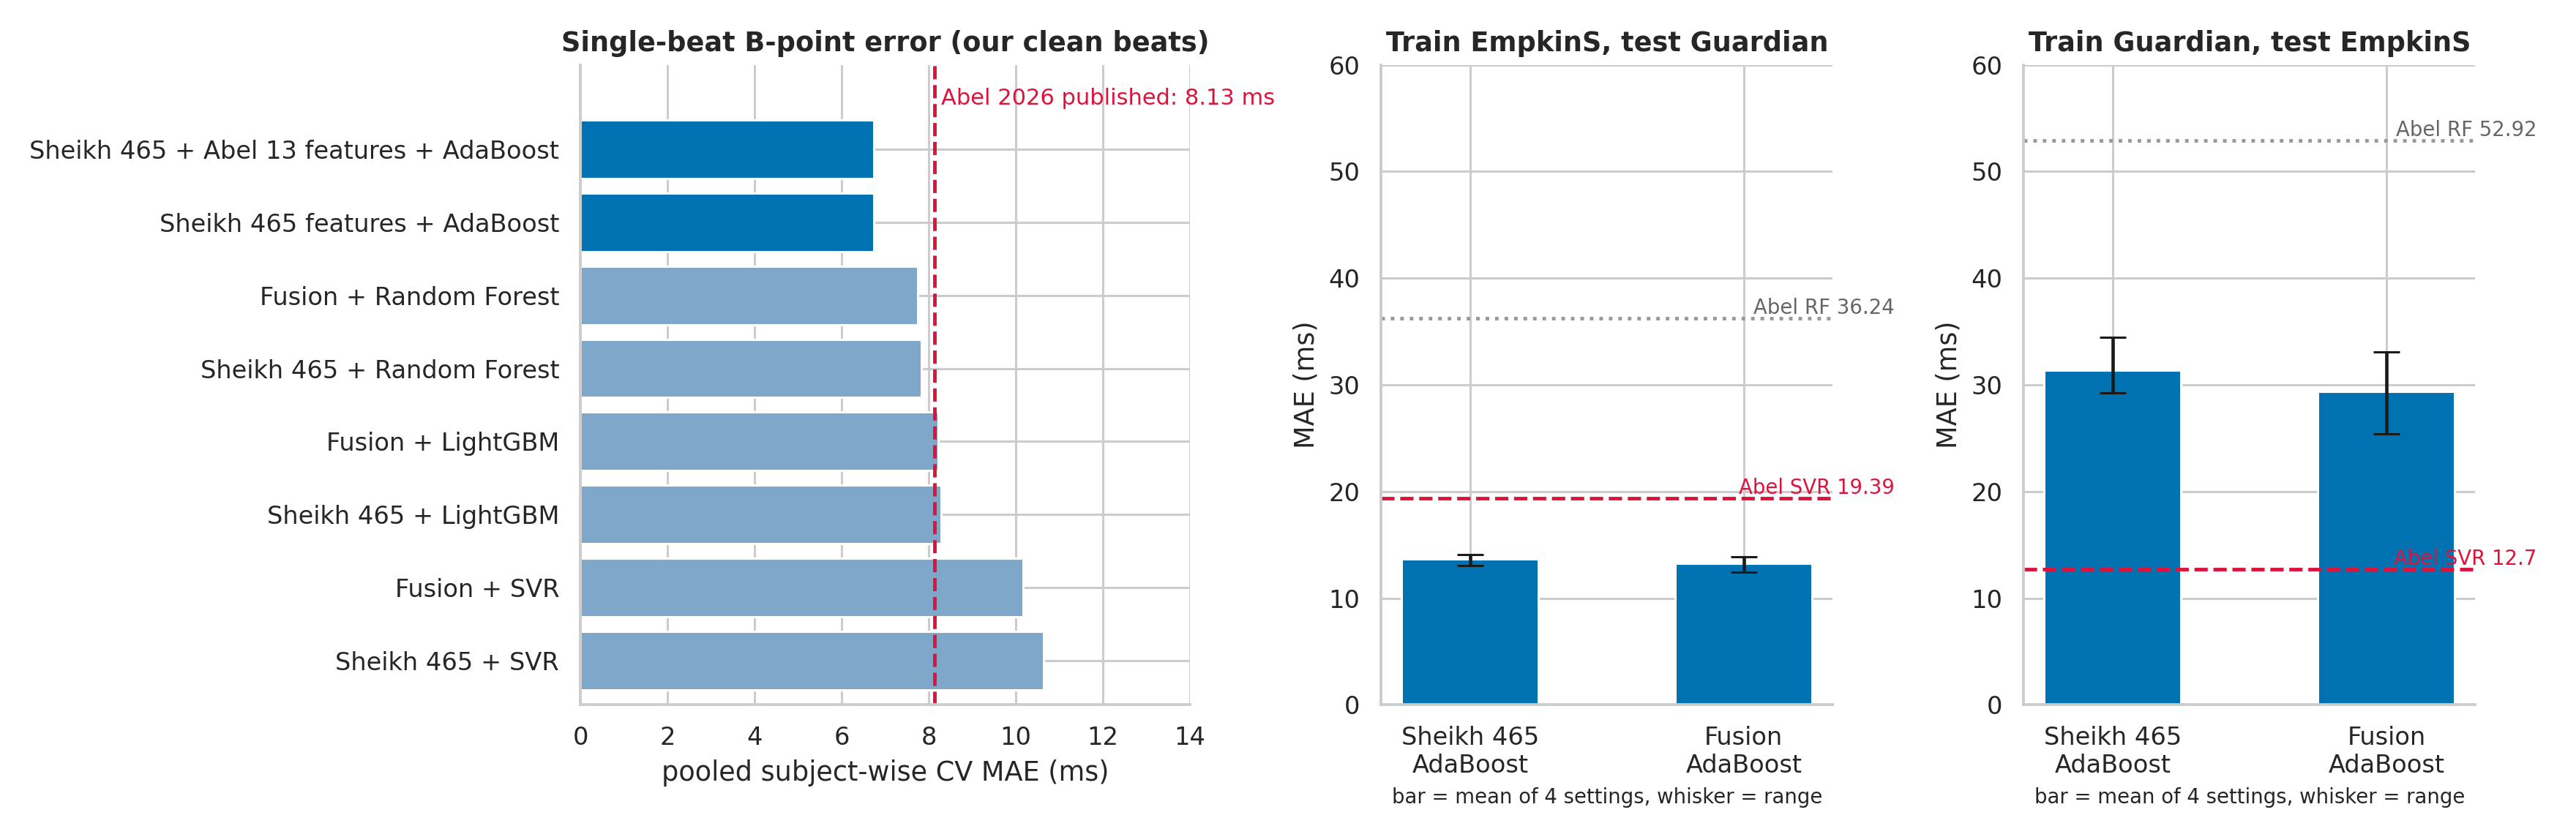 Single-beat B-point error (our clean beats)
Abel 2026 published: 8.13 ms
Sheikh 465 + Abel 13 features + AdaBoost
Sheikh 465 features + AdaBoost
Fusion + Random Forest
Sheikh 465 + Random Forest
Fusion + LightGBM
Sheikh 465 + LightGBM
Fusion + SVR
Sheikh 465 + SVR
0 2 4 6 8 10 12 14
pooled subject-wise CV MAE (ms)
Train EmpkinS, test Guardian
MAE (ms)
60
50
40
30
20
10
0
Abel RF 36.24
Abel SVR 19.39
Sheikh 465
AdaBoost
Fusion
AdaBoost
bar = mean of 4 settings, whisker = range
Train Guardian, test EmpkinS
MAE (ms)
60
50
40
30
20
10
0
Abel RF 52.92
Abel SVR 12.7
Sheikh 465
AdaBoost
Fusion
AdaBoost
bar = mean of 4 settings, whisker = range